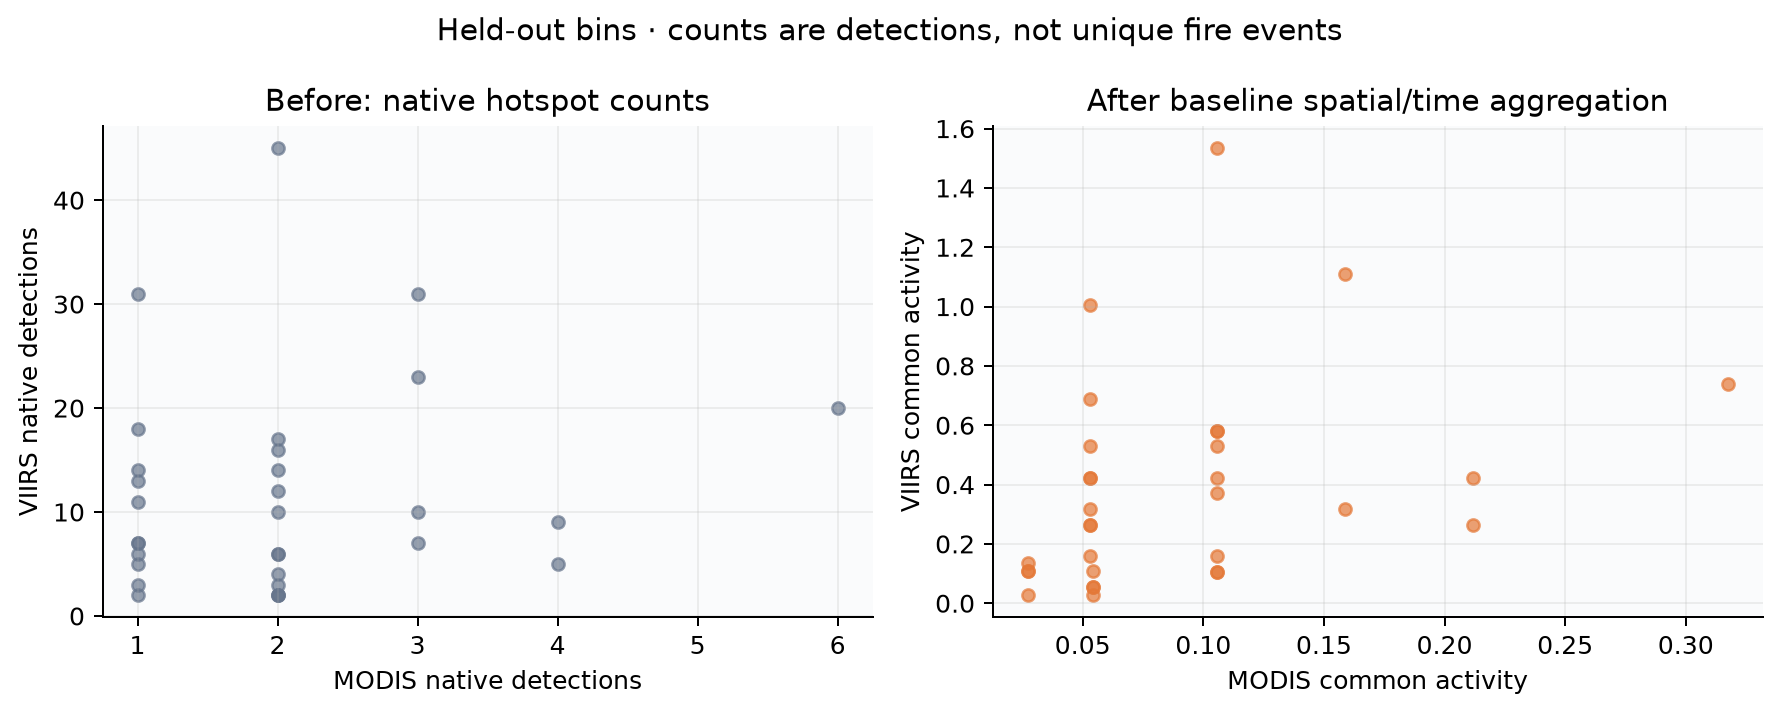 Held-out bins · counts are detections, not unique fire events
Before: native hotspot counts
VIIRS native detections
40
30
20
10
0
1 2 3 4 5 6
MODIS native detections
After baseline spatial/time aggregation
VIIRS common activity
1.6
1.4
1.2
1.0
0.8
0.6
0.4
0.2
0.0
0.05 0.10 0.15 0.20 0.25 0.30
MODIS common activity